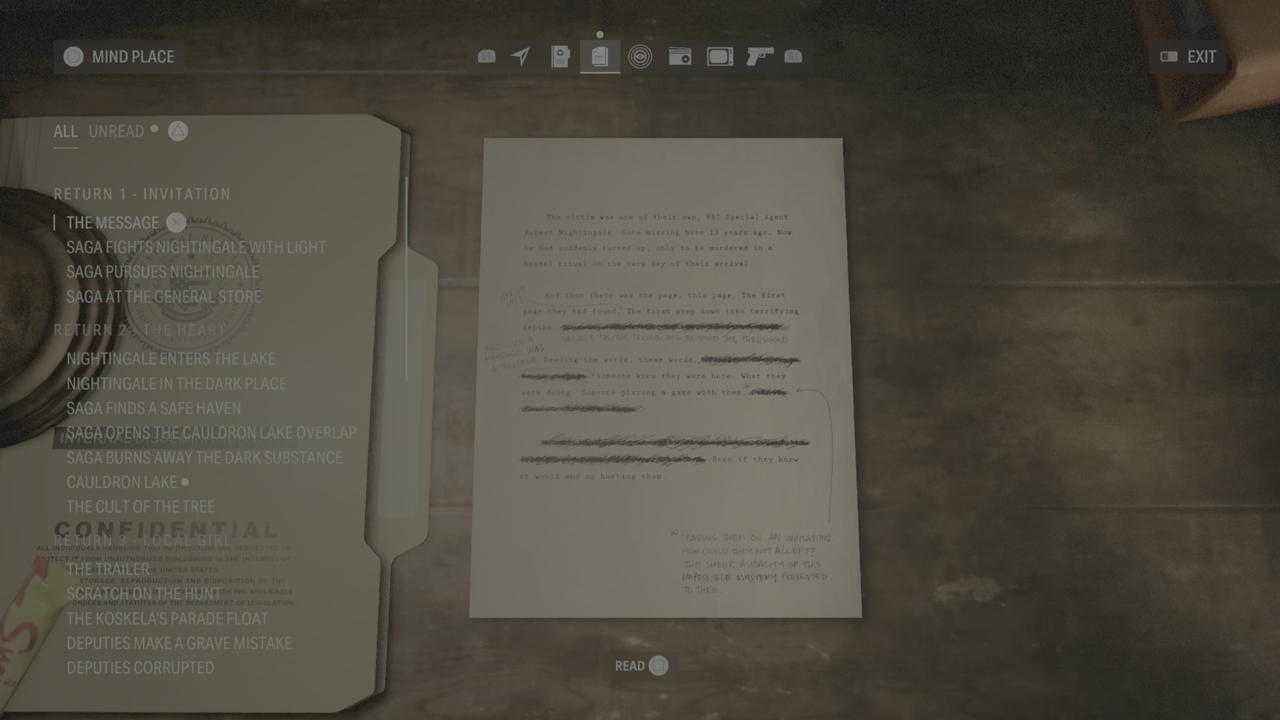 MIND PLACE
EXIT
ALL UNREAD
RETURN 1 - INVITATION
THE MESSAGE
SAGA FIGHTS NIGHTINGALE WITH LIGHT
SAGA PURSUES NIGHTINGALE
SAGA AT THE GENERAL STORE
RETURN 2 - THE HEART
NIGHTINGALE ENTERS THE LAKE
NIGHTINGALE IN THE DARK PLACE
SAGA FINDS A SAFE HAVEN
SAGA OPENS THE CAULDRON LAKE OVERLAP
SAGA BURNS AWAY THE DARK SUBSTANCE
CAULDRON LAKE
THE CULT OF THE TREE
CONFIDENTIAL
RETURN 3 - LOCAL GIRL
THE TRAILER
SCRATCH ON THE HUNT
THE KOSKELA'S PARADE FLOAT
DEPUTIES MAKE A GRAVE MISTAKE
DEPUTIES CORRUPTED
The victim was one of their own, FBI Special Agent
Robert Nightingale. Gone missing here 13 years ago. Now
he had suddenly turned up, only to be murdered in a
brutal ritual on the very day of their arrival.
And then there was the page, this page. The first
page they had found. The first step down into terrifying
depths.
SECRET TRUTH TREMBLING BEHIND THE THRESHOLD
MESSAGE WAS
Reading the words, these words,
Someone knew they were here. What they
were doing. Someone playing a game with them.
Even if they knew
it would end up hurting them.
LEADING THEM ON. AN INVITATION.
HOW COULD THEY NOT ACCEPT?
THE SHEER AUDACITY OF THIS
IMPOSSIBLE MYSTERY PRESENTED
TO THEM.
READ